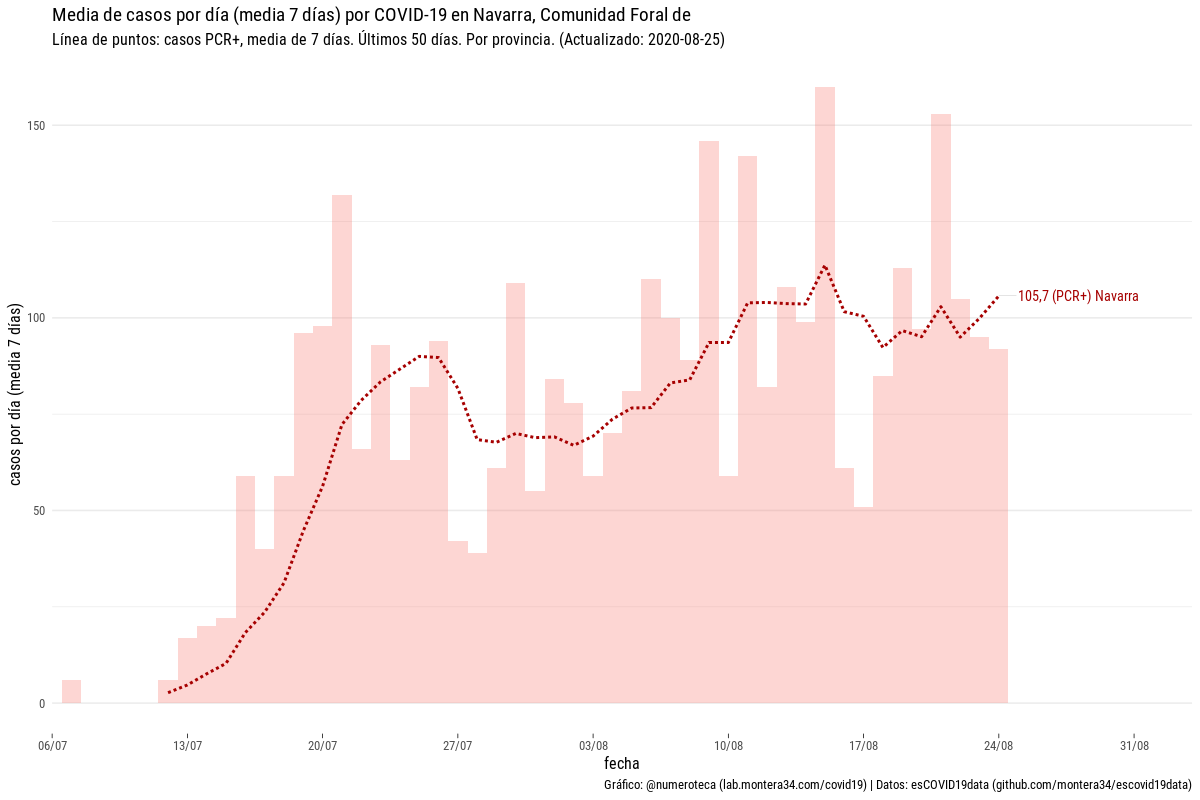 Media de casos por día (media 7 días) por COVID-19 en Navarra, Comunidad Foral de
Línea de puntos: casos PCR+, media de 7 días. Últimos 50 días. Por provincia. (Actualizado: 2020-08-25)
casos por día (media 7 días)
150
100
50
0
105,7 (PCR+) Navarra
06/07
13/07
20/07
27/07
03/08
10/08
17/08
24/08
31/08
fecha
Gráfico: @numeroteca (lab.montera34.com/covid19) | Datos: esCOVID19data (github.com/montera34/escovid19data)